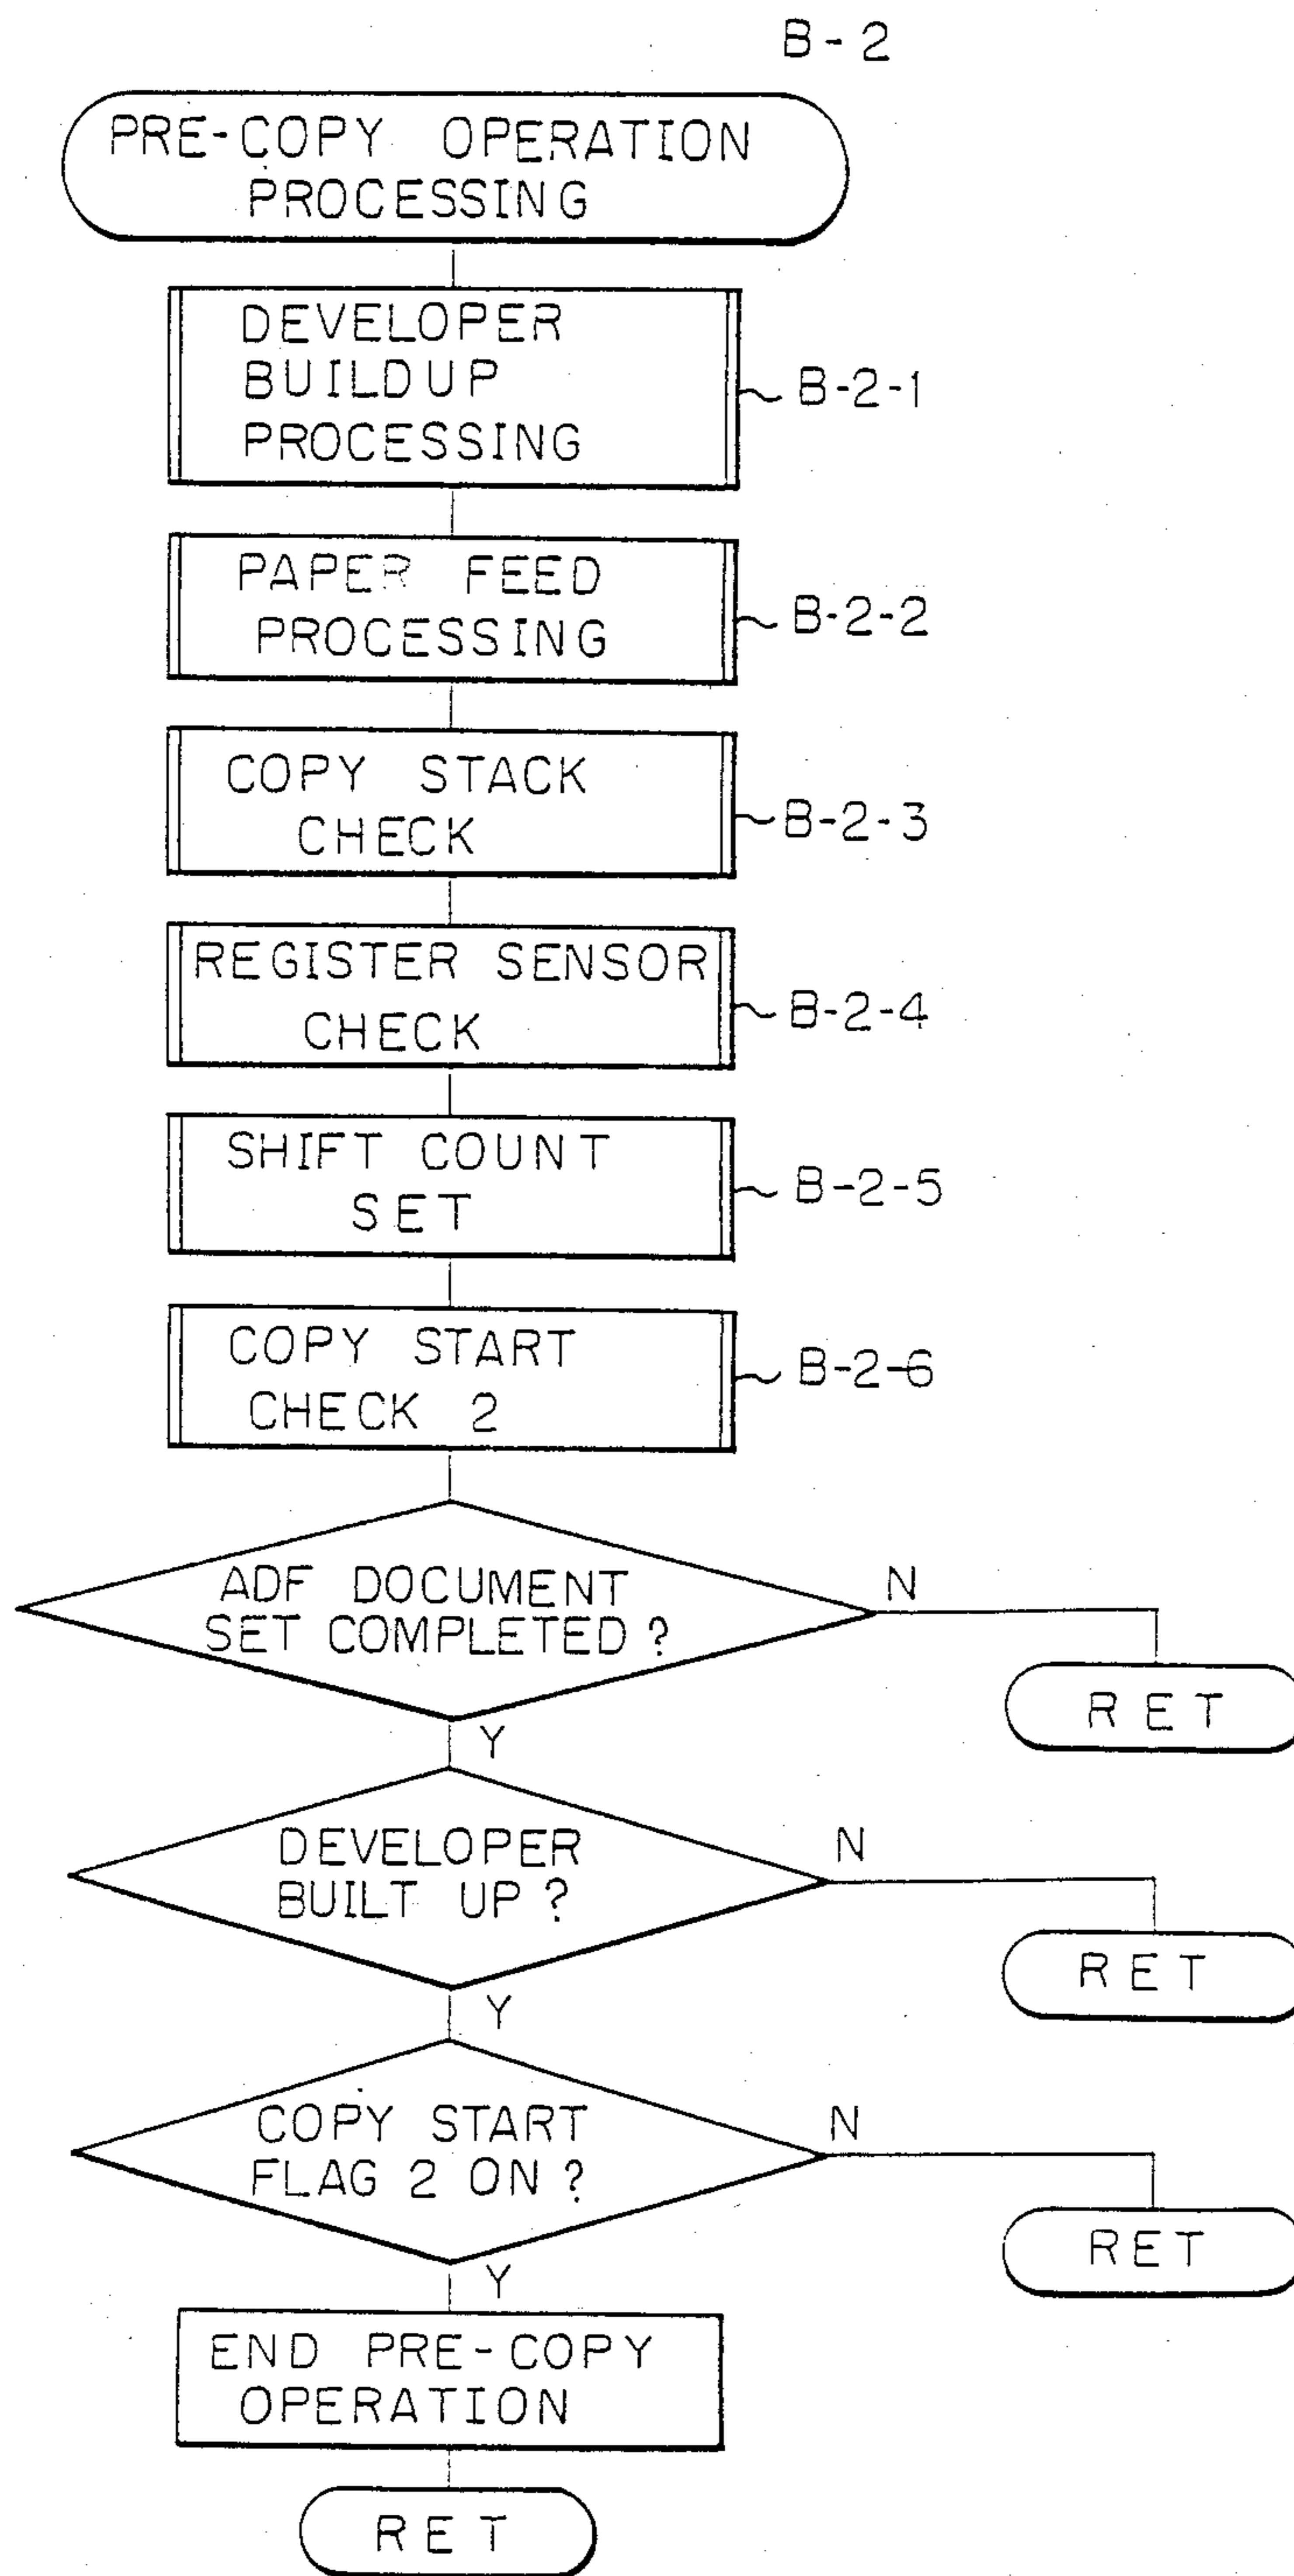 B-2
PRE-COPY OPERATION
PROCESSING
DEVELOPER
BUILDUP
PROCESSING
B-2-1
PAPER FEED
PROCESSING
B-2-2
COPY STACK
CHECK
B-2-3
REGISTER SENSOR
CHECK
B-2-4
SHIFT COUNT
SET
B-2-5
COPY START
CHECK 2
B-2-6
ADF DOCUMENT
SET COMPLETED?
N
RET
Y
DEVELOPER
BUILT UP?
N
RET
Y
COPY START
FLAG 2 ON?
N
RET
Y
END PRE-COPY
OPERATION
RET